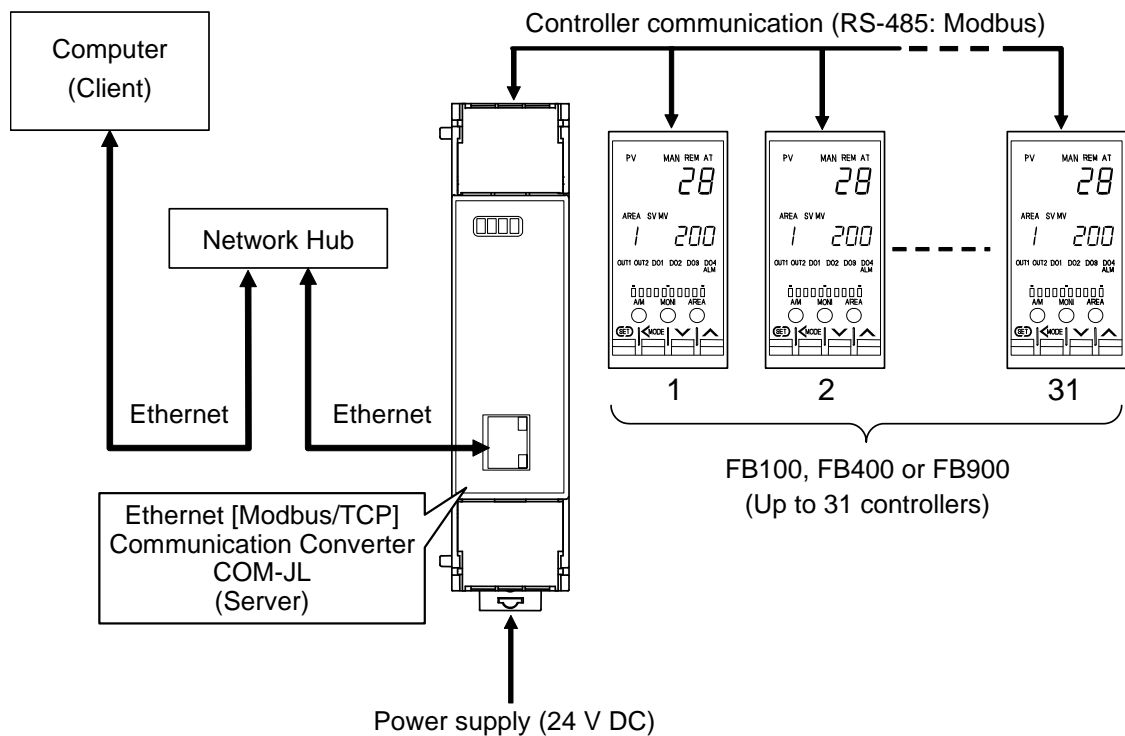 Controller communication (RS-485: Modbus)
Computer
(Client)
Network Hub
Ethernet
Ethernet
Ethernet [Modbus/TCP]
Communication Converter
COM-JL
(Server)
Power supply (24 V DC)
PV MAN REM AT
28
AREA SV MV
1 200
OUT1 OUT2 DO1 DO2 DO3 DO4
ALM
A/M MONI AREA
SET <MODE
1
PV MAN REM AT
28
AREA SV MV
1 200
OUT1 OUT2 DO1 DO2 DO3 DO4
ALM
A/M MONI AREA
SET <MODE
2
PV MAN REM AT
28
AREA SV MV
1 200
OUT1 OUT2 DO1 DO2 DO3 DO4
ALM
A/M MONI AREA
SET <MODE
31
FB100, FB400 or FB900
(Up to 31 controllers)